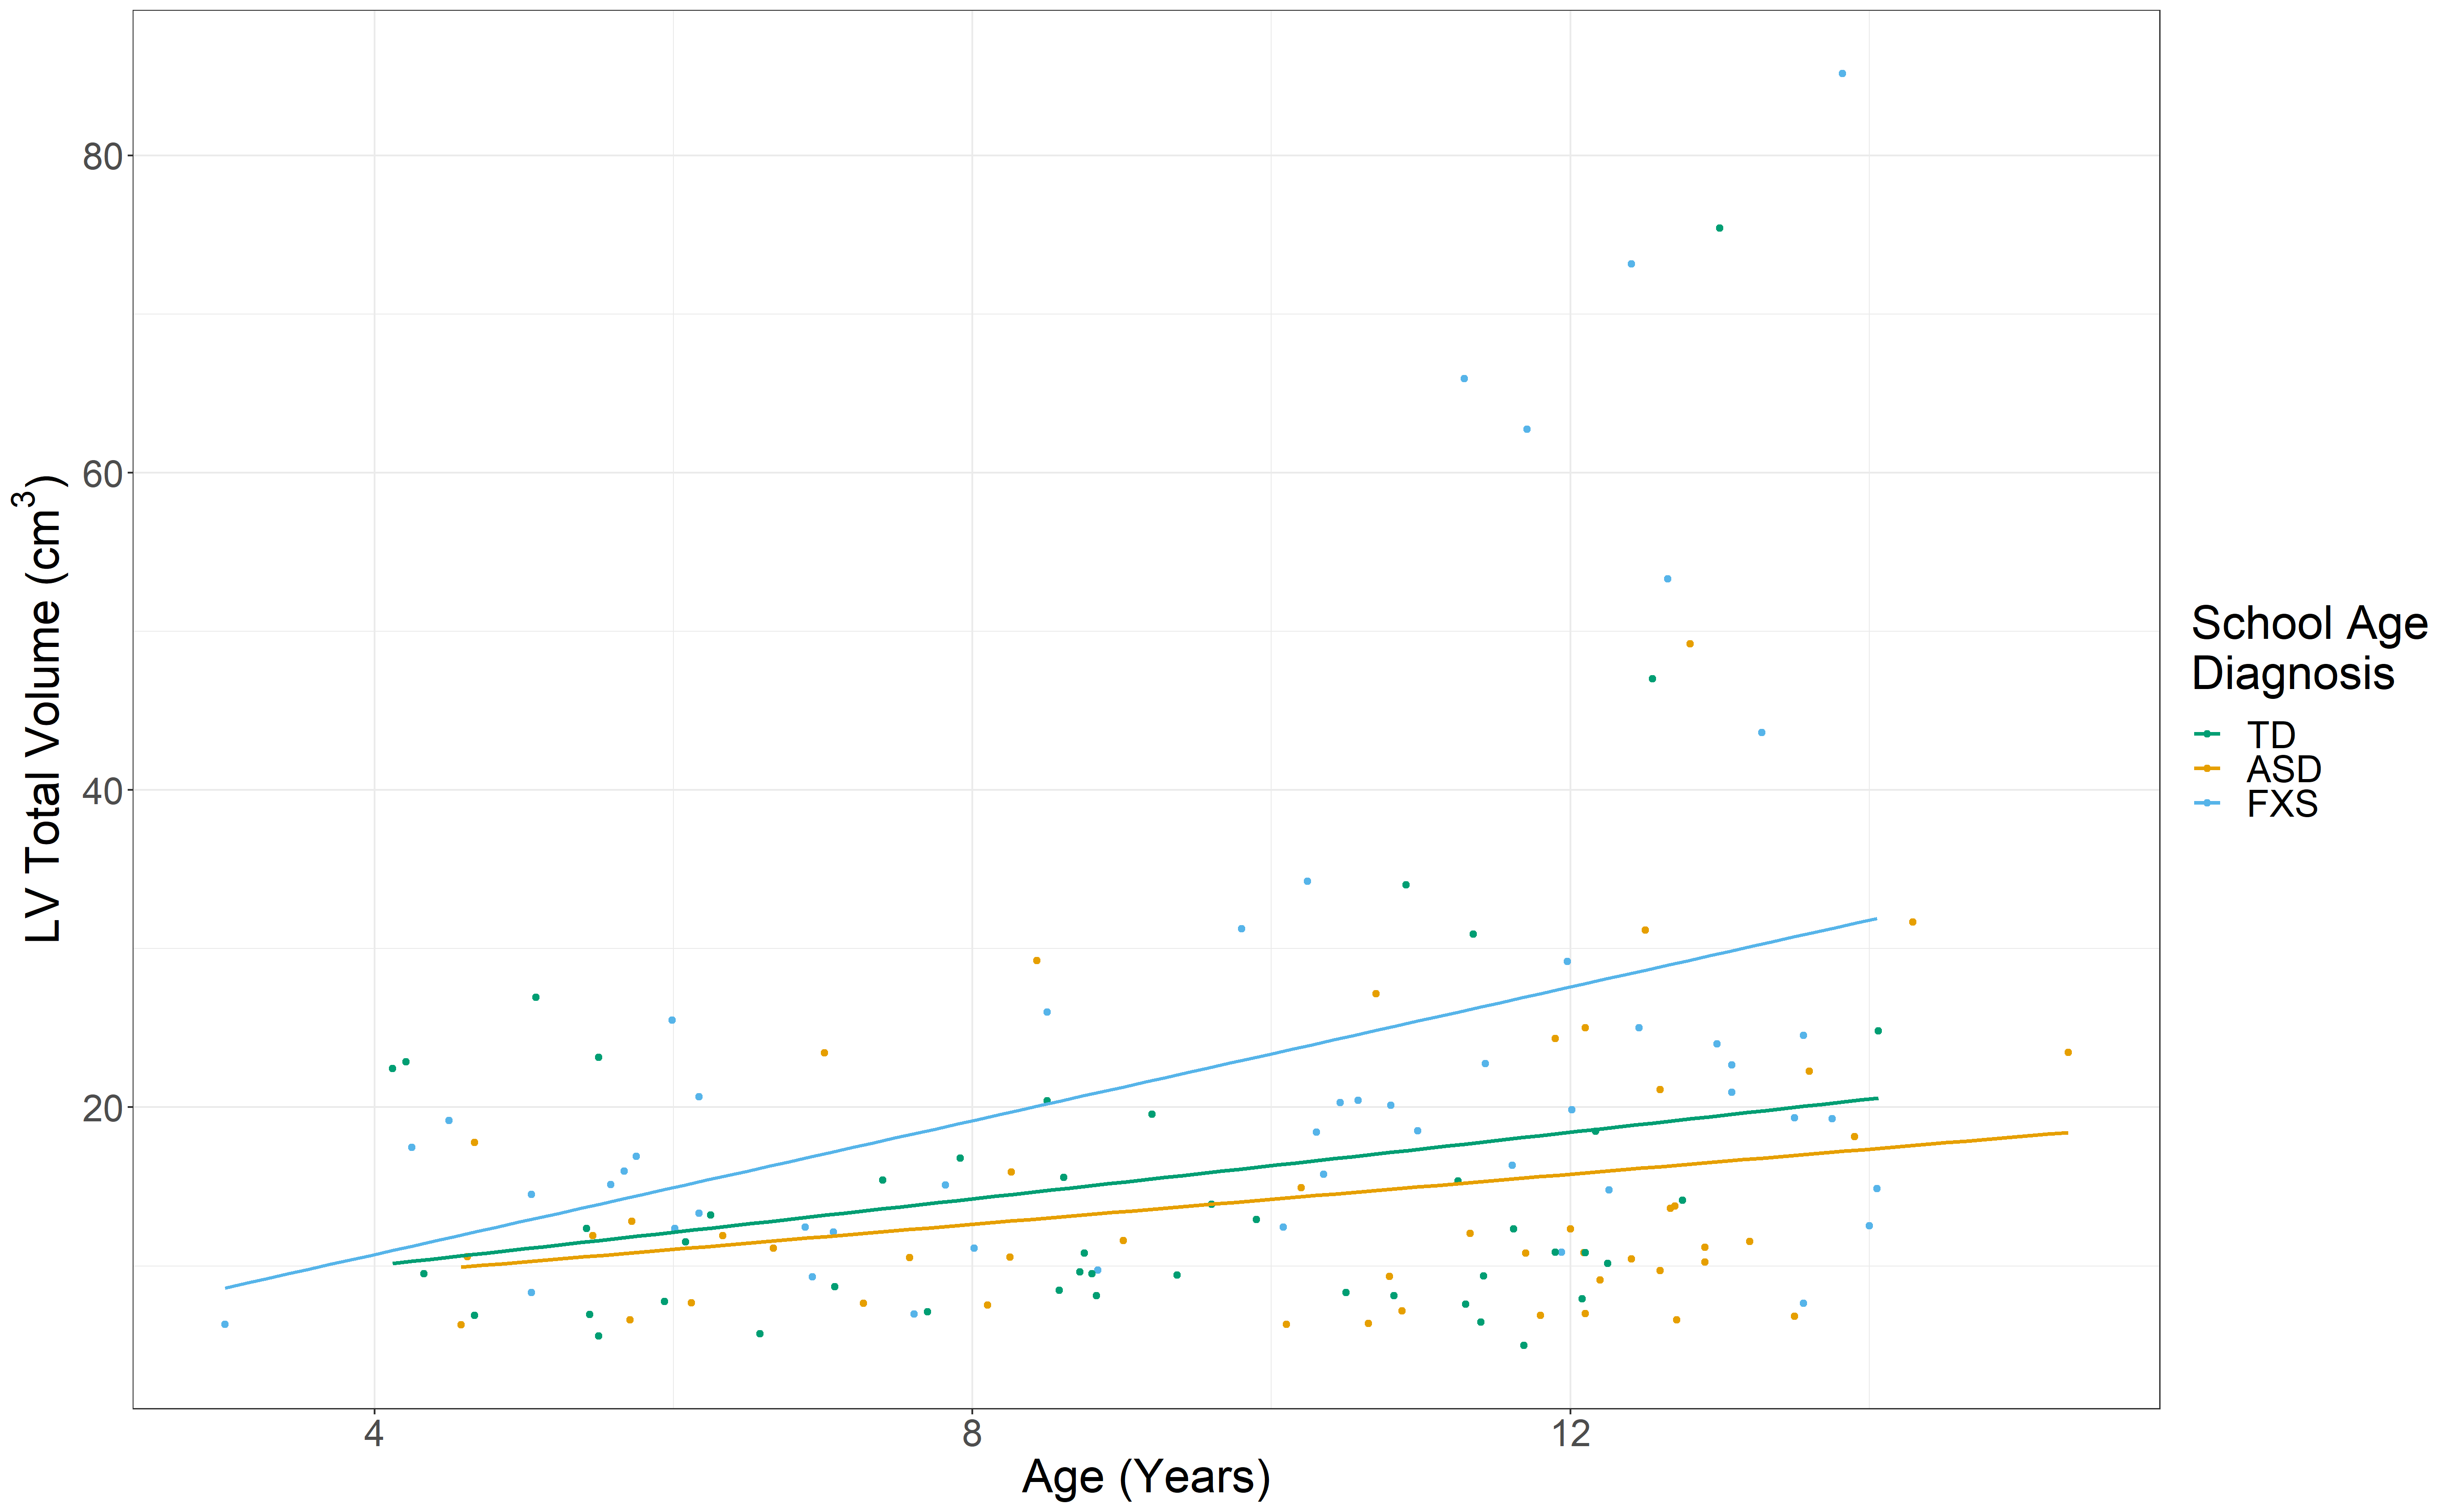 LV Total Volume (cm³)
80
60
40
20
4
8
12
Age (Years)
School Age
Diagnosis
TD
ASD
FXS